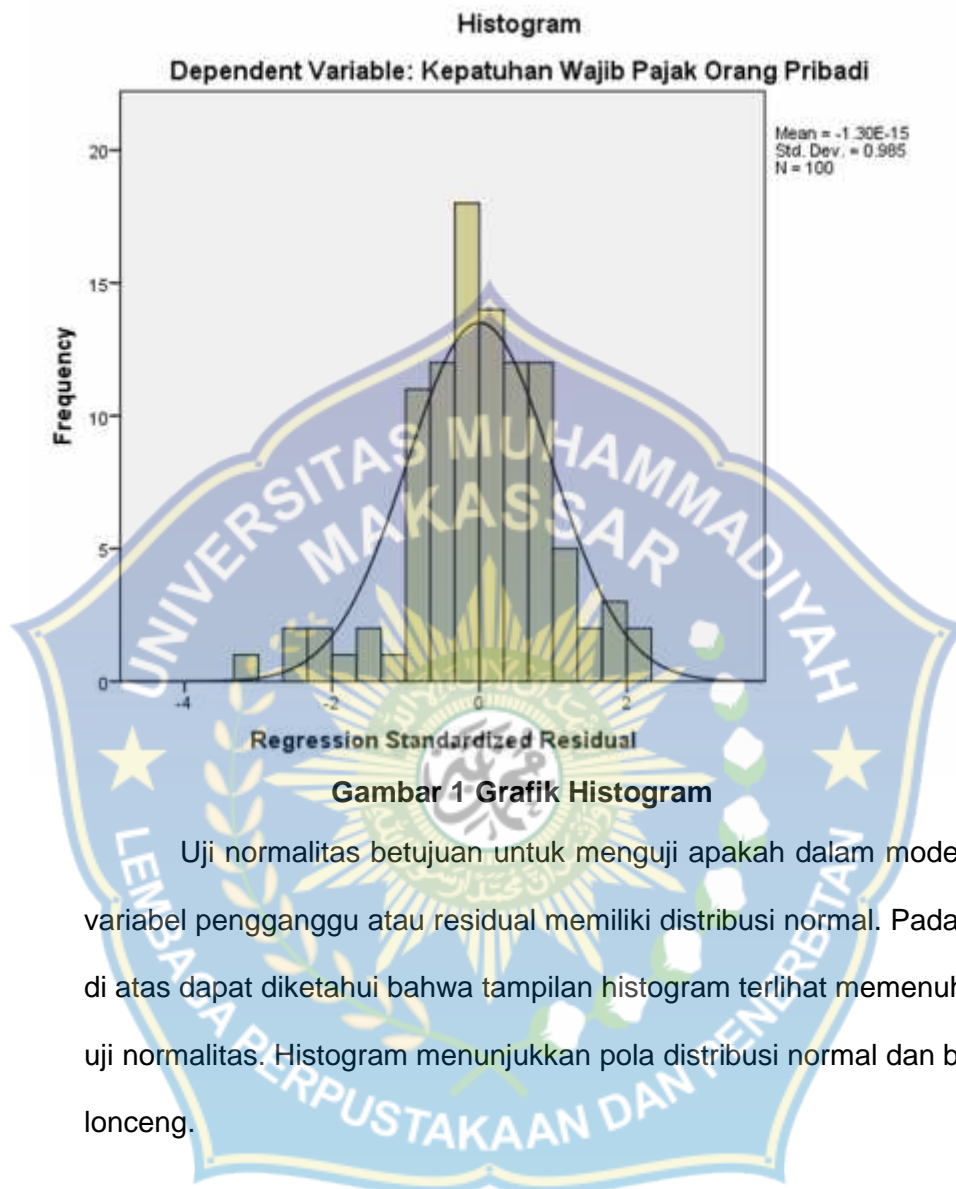 Histogram
Dependent Variable: Kepatuhan Wajib Pajak Orang Pribadi
Mean = -1.30E-15
Std. Dev. = 0.985
N = 100
Frequency
20
15
10
5
0
-4
-2
0
2
Regression Standardized Residual
UNIVERSITAS MUHAMMADIYAH
MAKASSAR
Gambar 1 Grafik Histogram
Uji normalitas betujuan untuk menguji apakah dalam mode
variabel pengganggu atau residual memiliki distribusi normal. Pada
di atas dapat diketahui bahwa tampilan histogram terlihat memenuh
uji normalitas. Histogram menunjukkan pola distribusi normal dan b
lonceng.
LEMBAGA PERPUSTAKAAN DAN PENERBITAN